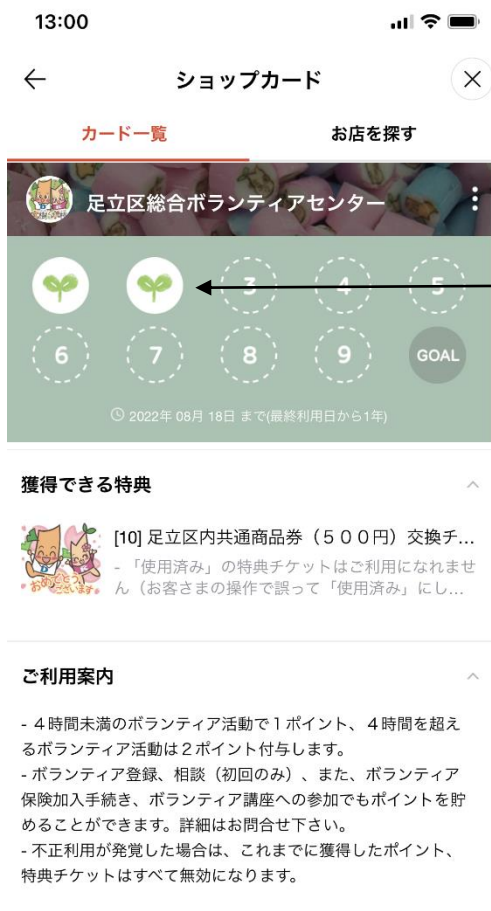 13:00
ショップカード
カード一覧
お店を探す
足立区総合ボランティアセンター
3 4 5
6 7 8 9 GOAL
2022年 08月 18日 まで(最終利用日から1年)
獲得できる特典
[10] 足立区内共通商品券（５００円）交換チ...
- 「使用済み」の特典チケットはご利用になれませ
ん（お客さまの操作で誤って「使用済み」にし...
おめでとう
ございます
ご利用案内
- ４時間未満のボランティア活動で１ポイント、４時間を超え
るボランティア活動は２ポイント付与します。
- ボランティア登録、相談（初回のみ）、また、ボランティア
保険加入手続き、ボランティア講座への参加でもポイントを貯
めることができます。詳細はお問合せ下さい。
- 不正利用が発覚した場合は、これまでに獲得したポイント、
特典チケットはすべて無効になります。